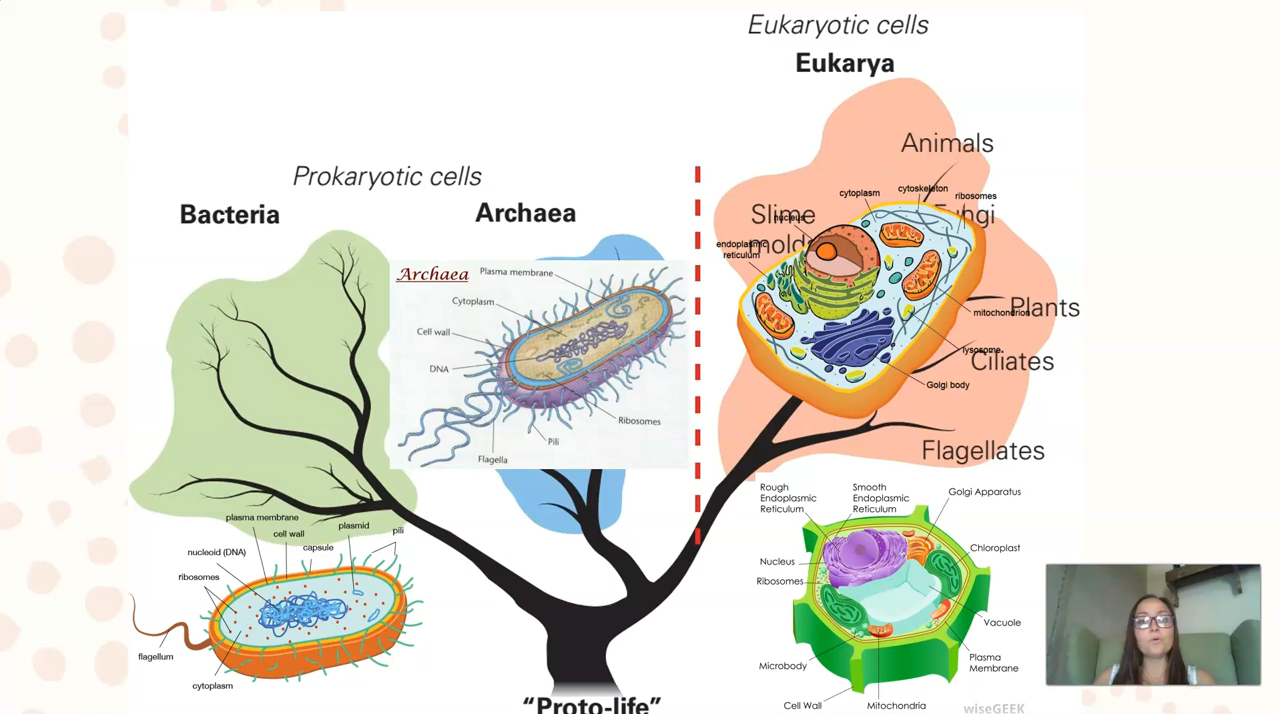 Eukaryotic cells
Eukarya
Prokaryotic cells
Bacteria
Archaea
Animals
Slime
molds
Fungi
Plants
Ciliates
Flagellates
cytoplasm
cytoskeleton
ribosomes
nucleus
endoplasmic
reticulum
mitochondrion
lysosome
Golgi body
Archaea
Plasma membrane
Cytoplasm
Cell wall
DNA
Ribosomes
Pili
Flagella
plasma membrane
cell wall
capsule
plasmid
pili
nucleoid (DNA)
ribosomes
flagellum
cytoplasm
Rough
Endoplasmic
Reticulum
Smooth
Endoplasmic
Reticulum
Golgi Apparatus
Nucleus
Ribosomes
Chloroplast
Vacuole
Plasma
Membrane
Microbody
Cell Wall
Mitochondria
wiseGEEK
“Proto-life”